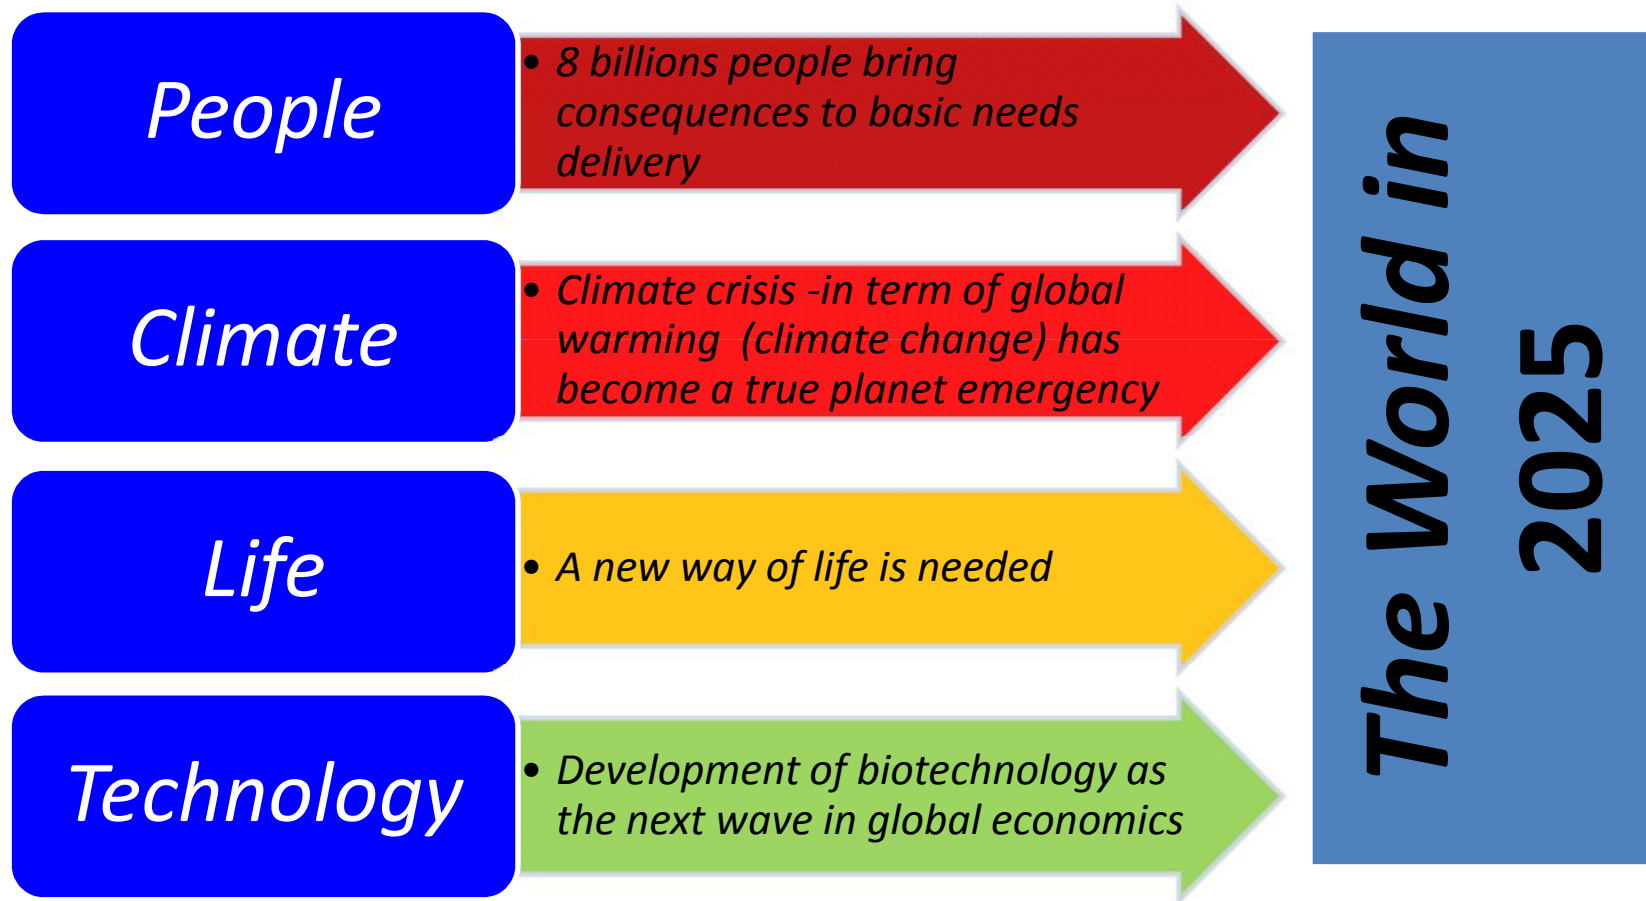 People
• 8 billions people bring
consequences to basic needs
delivery
Climate
• Climate crisis -in term of global
warming (climate change) has
become a true planet emergency
Life
• A new way of life is needed
Technology
• Development of biotechnology as
the next wave in global economics
The World in
2025